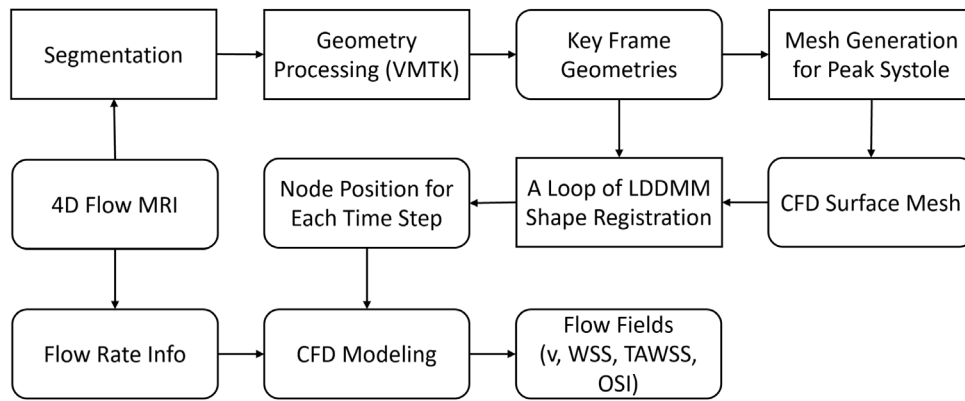 Segmentation
Geometry
Processing (VMTK)
Key Frame
Geometries
Mesh Generation
for Peak Systole
4D Flow MRI
Node Position for
Each Time Step
A Loop of LDDMM
Shape Registration
CFD Surface Mesh
Flow Rate Info
CFD Modeling
Flow Fields
(v, WSS, TAWSS,
OSI)